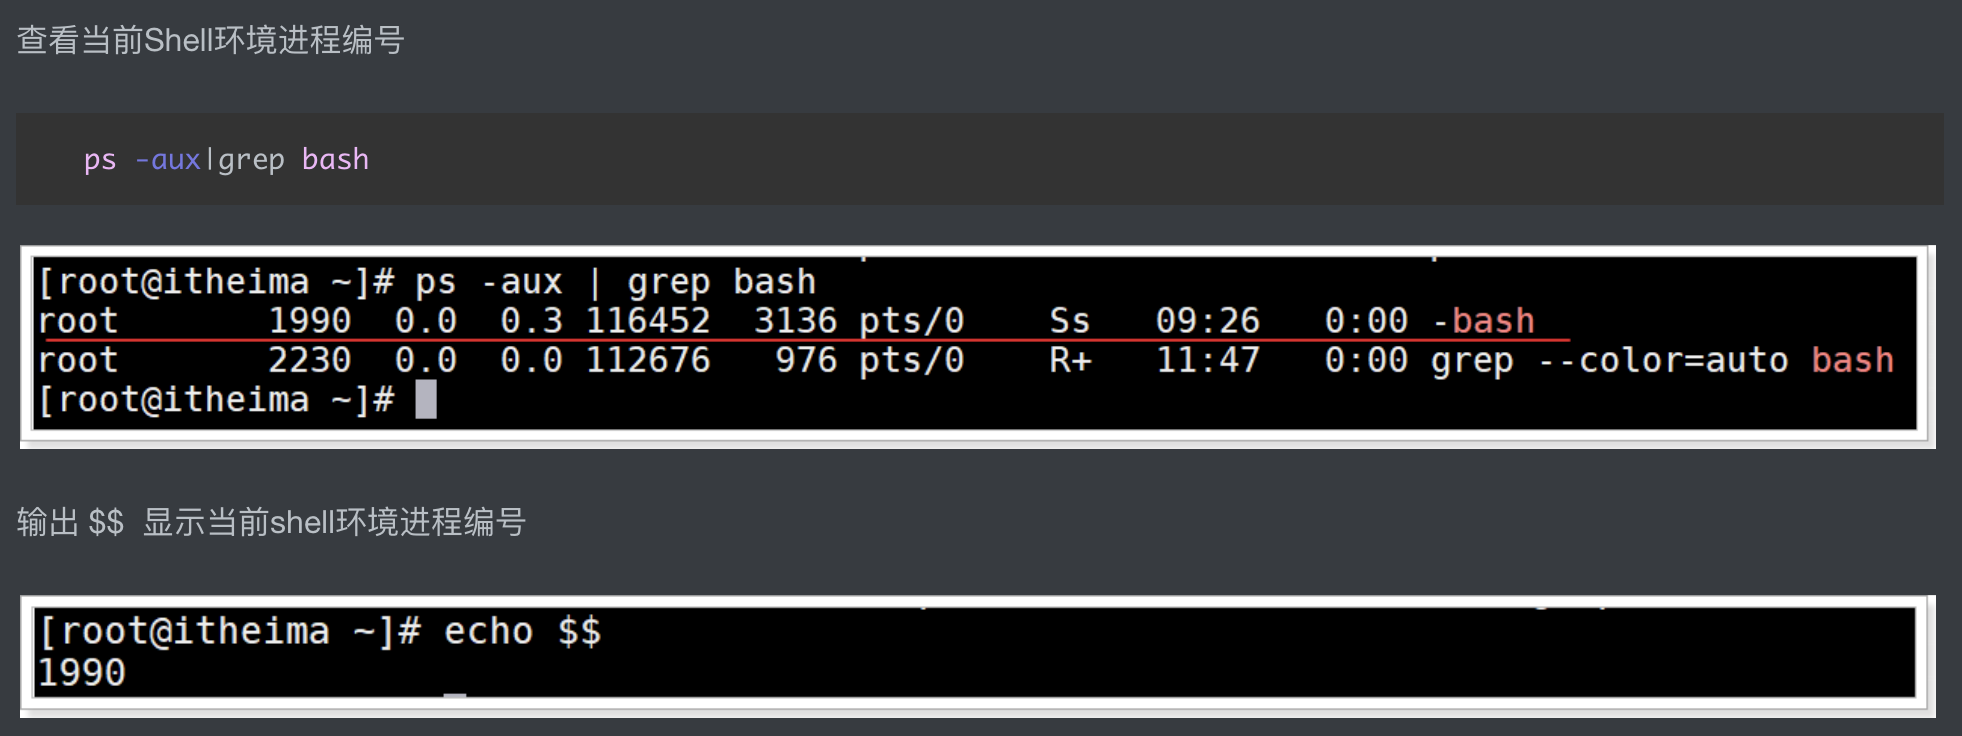 查看当前Shell环境进程编号
ps -aux|grep bash
[root@itheima ~]# ps -aux | grep bash
root 1990 0.0 0.3 116452 3136 pts/0 Ss 09:26 0:00 -bash
root 2230 0.0 0.0 112676 976 pts/0 R+ 11:47 0:00 grep --color=auto bash
[root@itheima ~]#
输出 $$ 显示当前shell环境进程编号
[root@itheima ~]# echo $$
1990